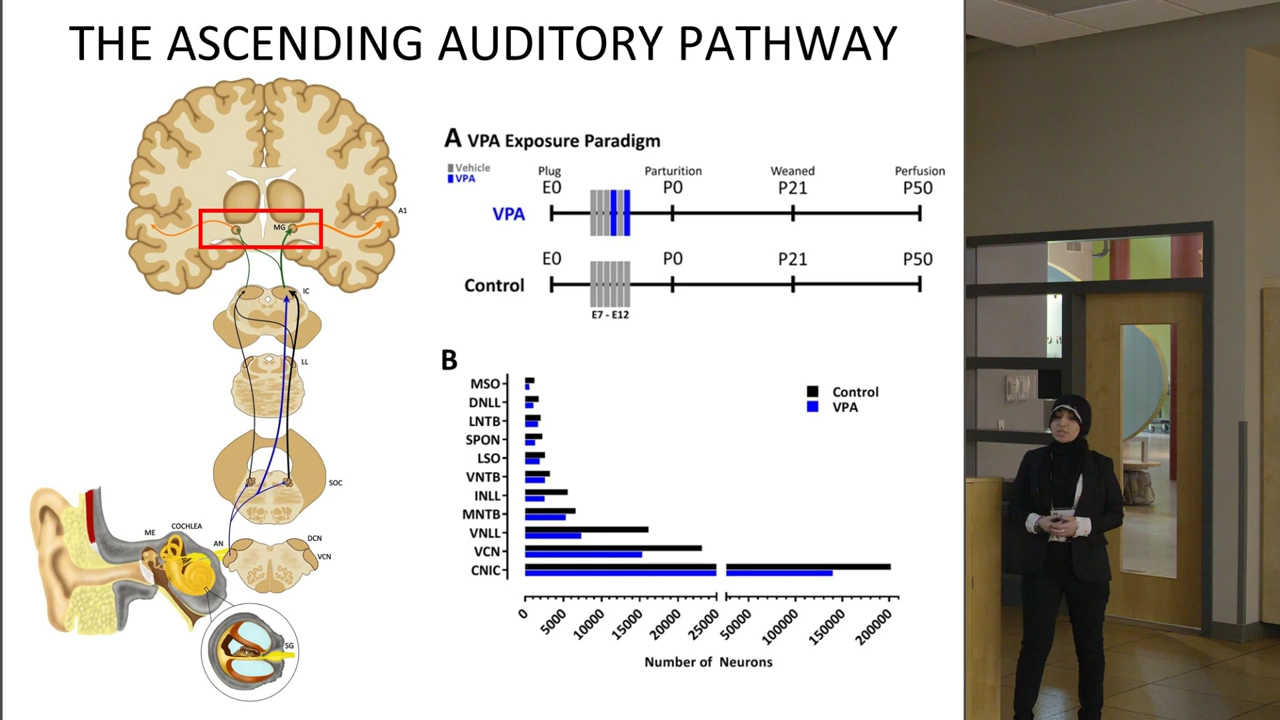 THE ASCENDING AUDITORY PATHWAY
A1
MG
IC
LL
SOC
ME
COCHLEA
AN
DCN
VCN
SG
A VPA Exposure Paradigm
Vehicle
VPA
Plug
Parturition
Weaned
Perfusion
E0
P0
P21
P50
VPA
E0
P0
P21
P50
Control
E7 - E12
B
MSO
DNLL
LNTB
SPON
LSO
VNTB
INLL
MNTB
VNLL
VCN
CNIC
Control
VPA
0
5000
10000
15000
20000
25000
50000
100000
150000
200000
Number of Neurons